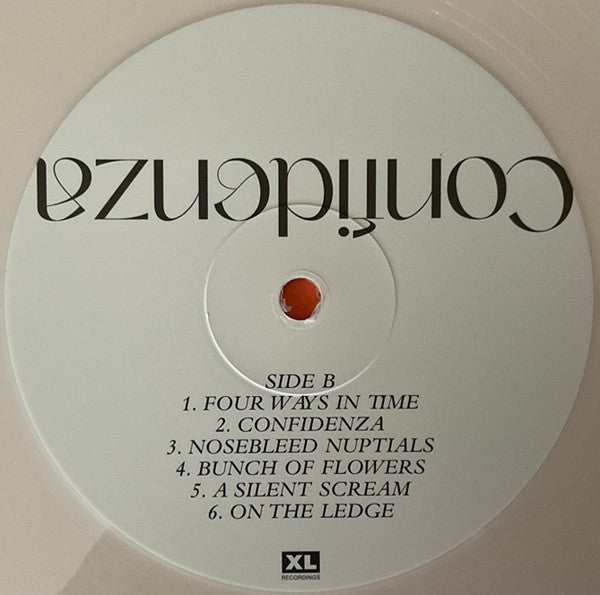 Confidenza
SIDE B
1. FOUR WAYS IN TIME
2. CONFIDENZA
3. NOSEBLEED NUPTIALS
4. BUNCH OF FLOWERS
5. A SILENT SCREAM
6. ON THE LEDGE
XL
RECORDINGS